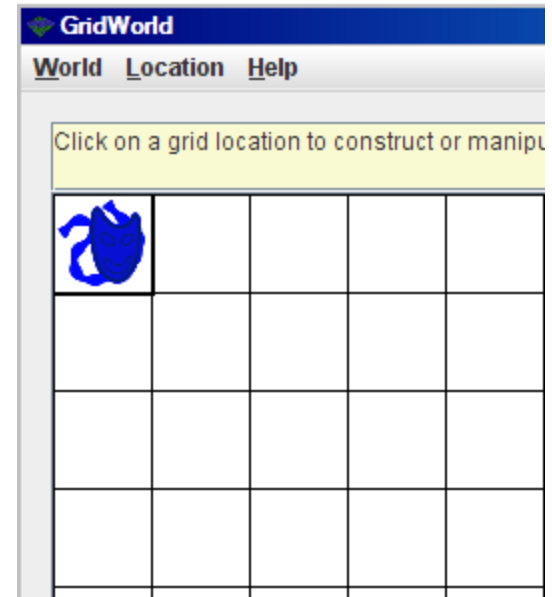 GridWorld
World Location Help
Click on a grid location to construct or manipu